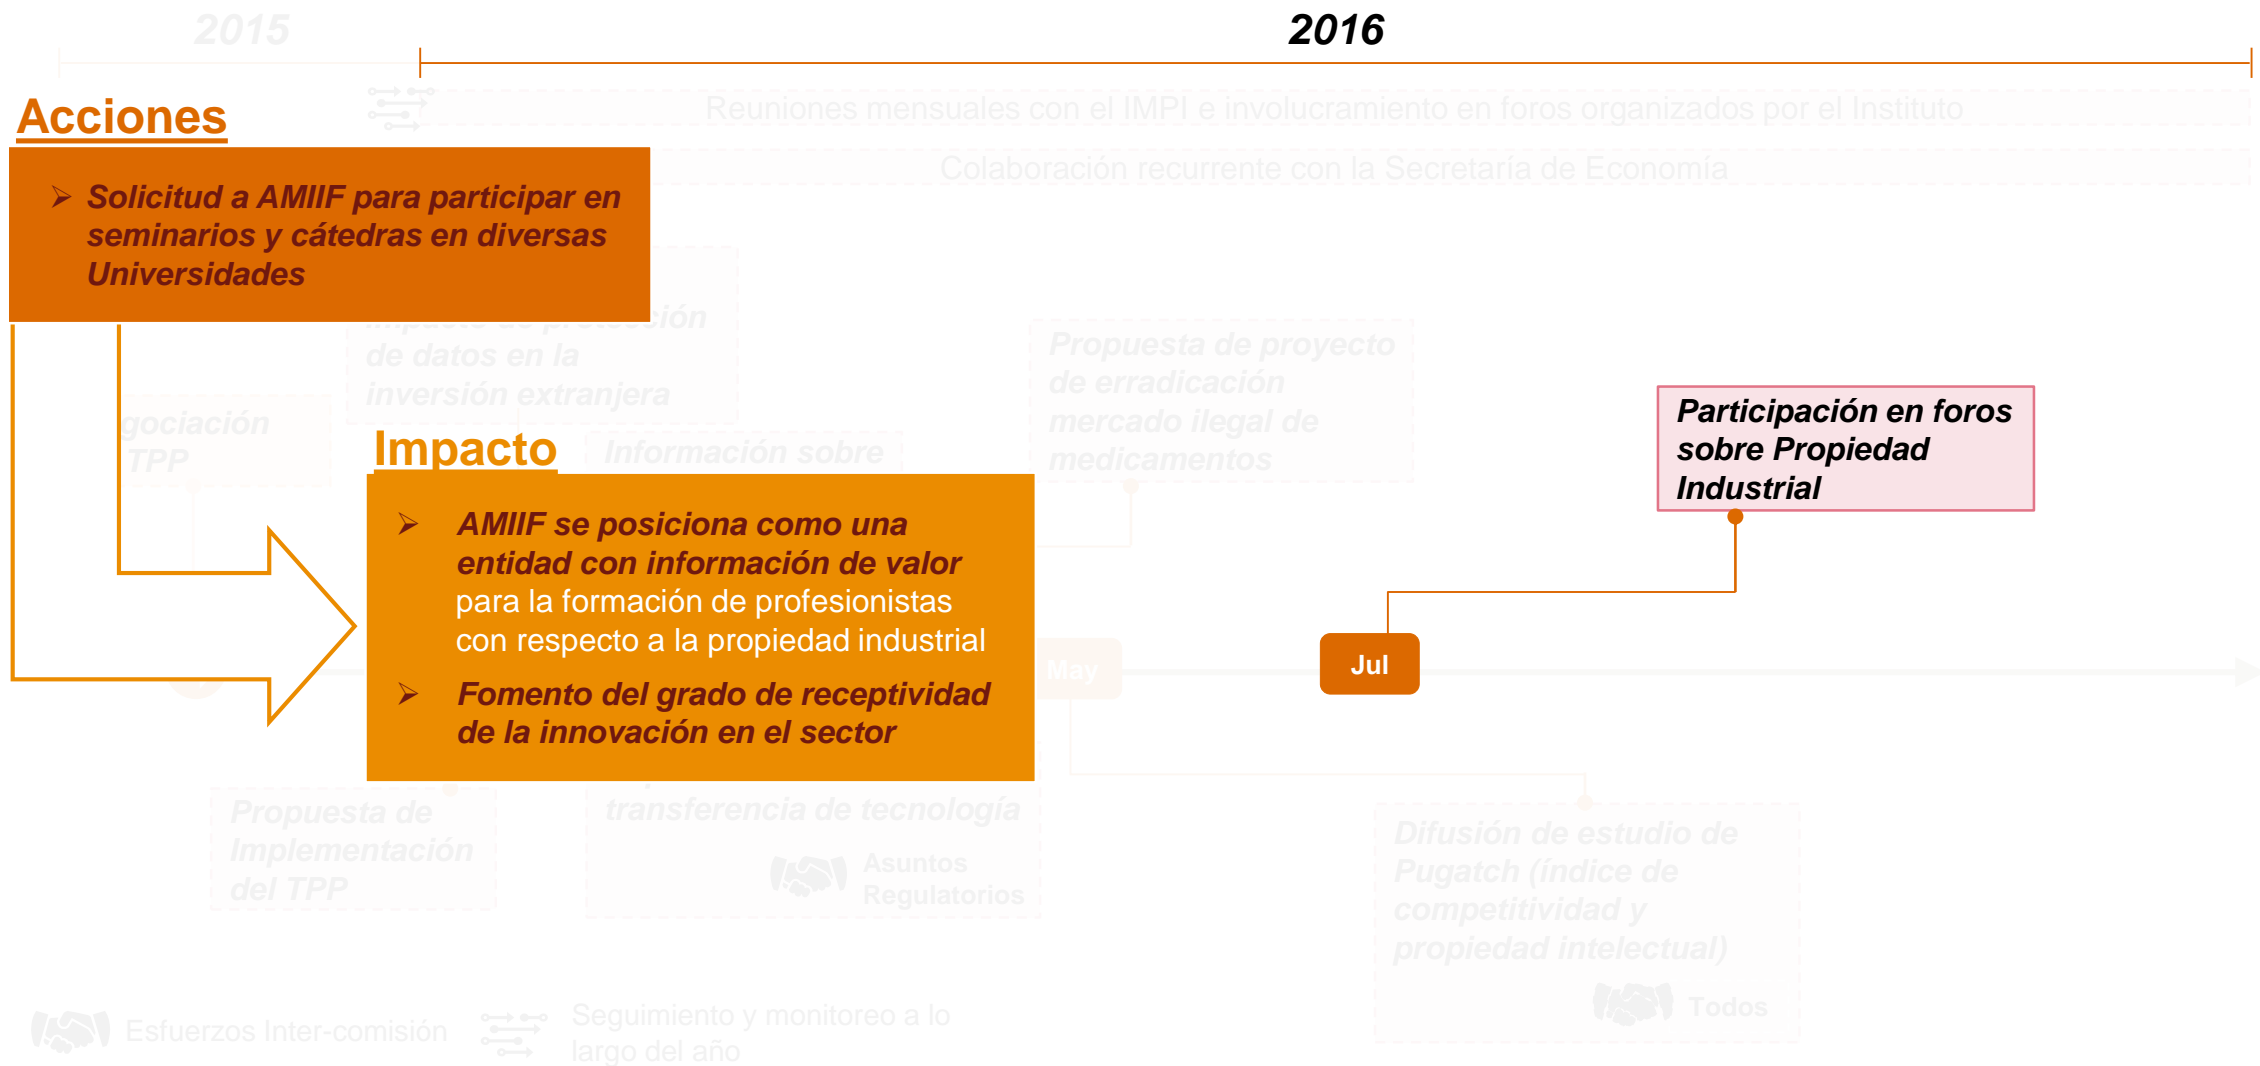 2015
2016
Reuniones mensuales con el IMPI e involucramiento en foros organizados por el Instituto
Acciones
Colaboración recurrente con la Secretaría de Economía
➢ Solicitud a AMIIF para participar en
seminarios y cátedras en diversas
Universidades
Impacto de protección
de datos en la
inversión extranjera
gociación
TPP
Propuesta de proyecto
de erradicación
mercado ilegal de
medicamentos
Participación en foros
sobre Propiedad
Industrial
Información sobre
Impacto
➢ AMIIF se posiciona como una
entidad con información de valor
para la formación de profesionistas
con respecto a la propiedad industrial
➢ Fomento del grado de receptividad
de la innovación en el sector
May
Jul
Propuesta de
Implementación
del TPP
transferencia de tecnología
Asuntos
Regulatorios
Difusión de estudio de
Pugatch (índice de
competitividad y
propiedad intelectual)
Todos
Esfuerzos Inter-comisión
Seguimiento y monitoreo a lo
largo del año